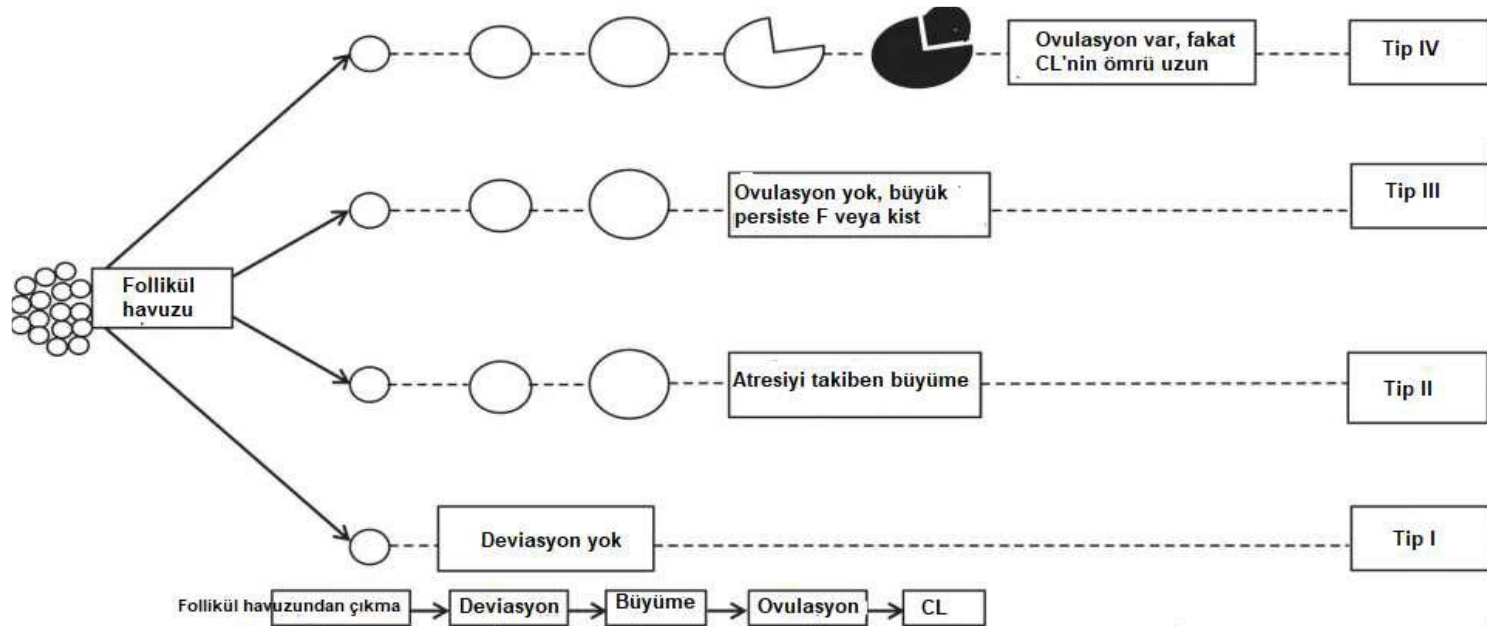 Ovulasyon var, fakat
CL'nin ömrü uzun
Tip IV
Ovulasyon yok, büyük
persiste F veya kist
Tip III
Follikül
havuzu
Atresiyi takiben büyüme
Tip II
Deviasyon yok
Tip I
Follikül havuzundan çıkma
Deviasyon
Büyüme
Ovulasyon
CL